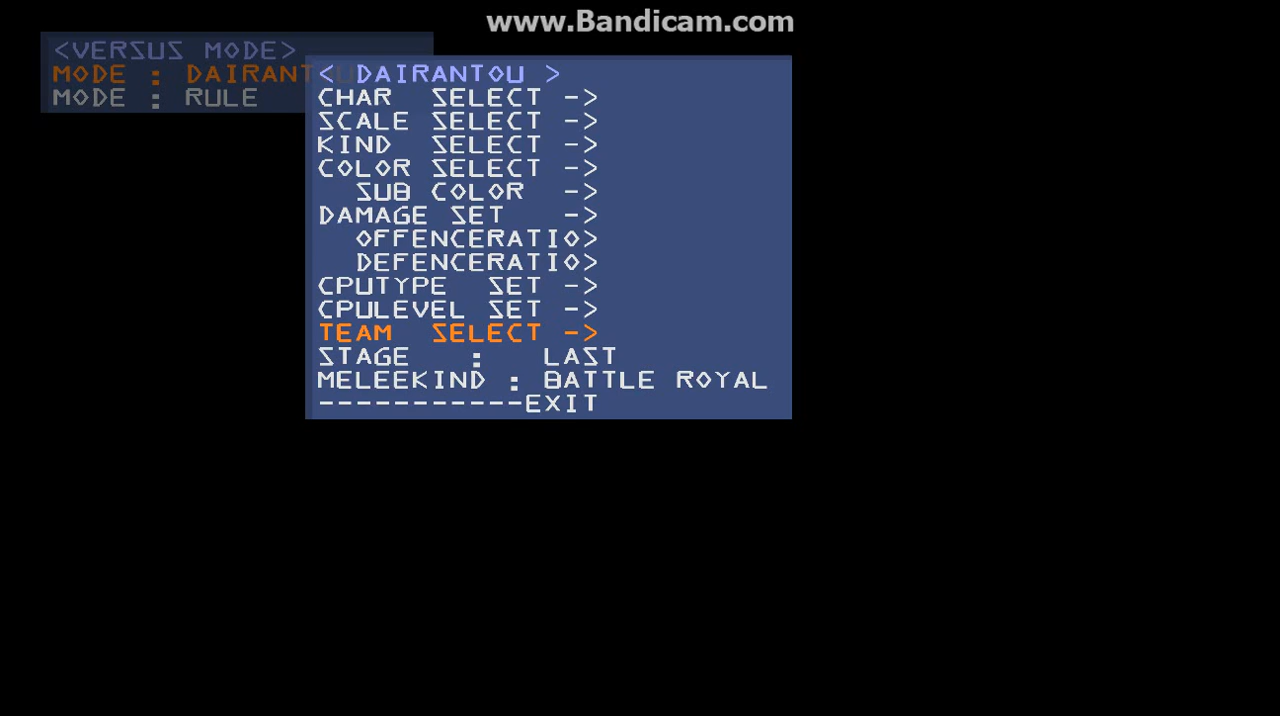 www.Bandicam.com
<VERSUS MODE>
MODE : DAIRANT
MODE : RULE
< DAIRANTOU >
CHAR SELECT ->
SCALE SELECT ->
KIND SELECT ->
COLOR SELECT ->
SUB COLOR ->
DAMAGE SET ->
OFFENCERATIO>
DEFENCERATIO>
CPUTYPE SET ->
CPULEVEL SET ->
TEAM SELECT ->
STAGE : LAST
MELEEKIND : BATTLE ROYAL
-----------EXIT